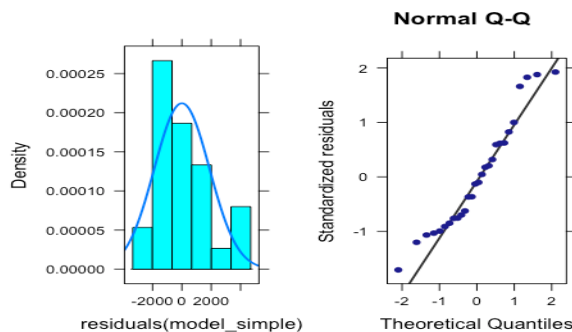 Normal Q-Q
Density
0.00025
0.00020
0.00015
0.00010
0.00005
0.00000
-2000 0 2000
residuals(model_simple)
Standardized residuals
2
1
0
-1
-2 -1 0 1 2
Theoretical Quantiles